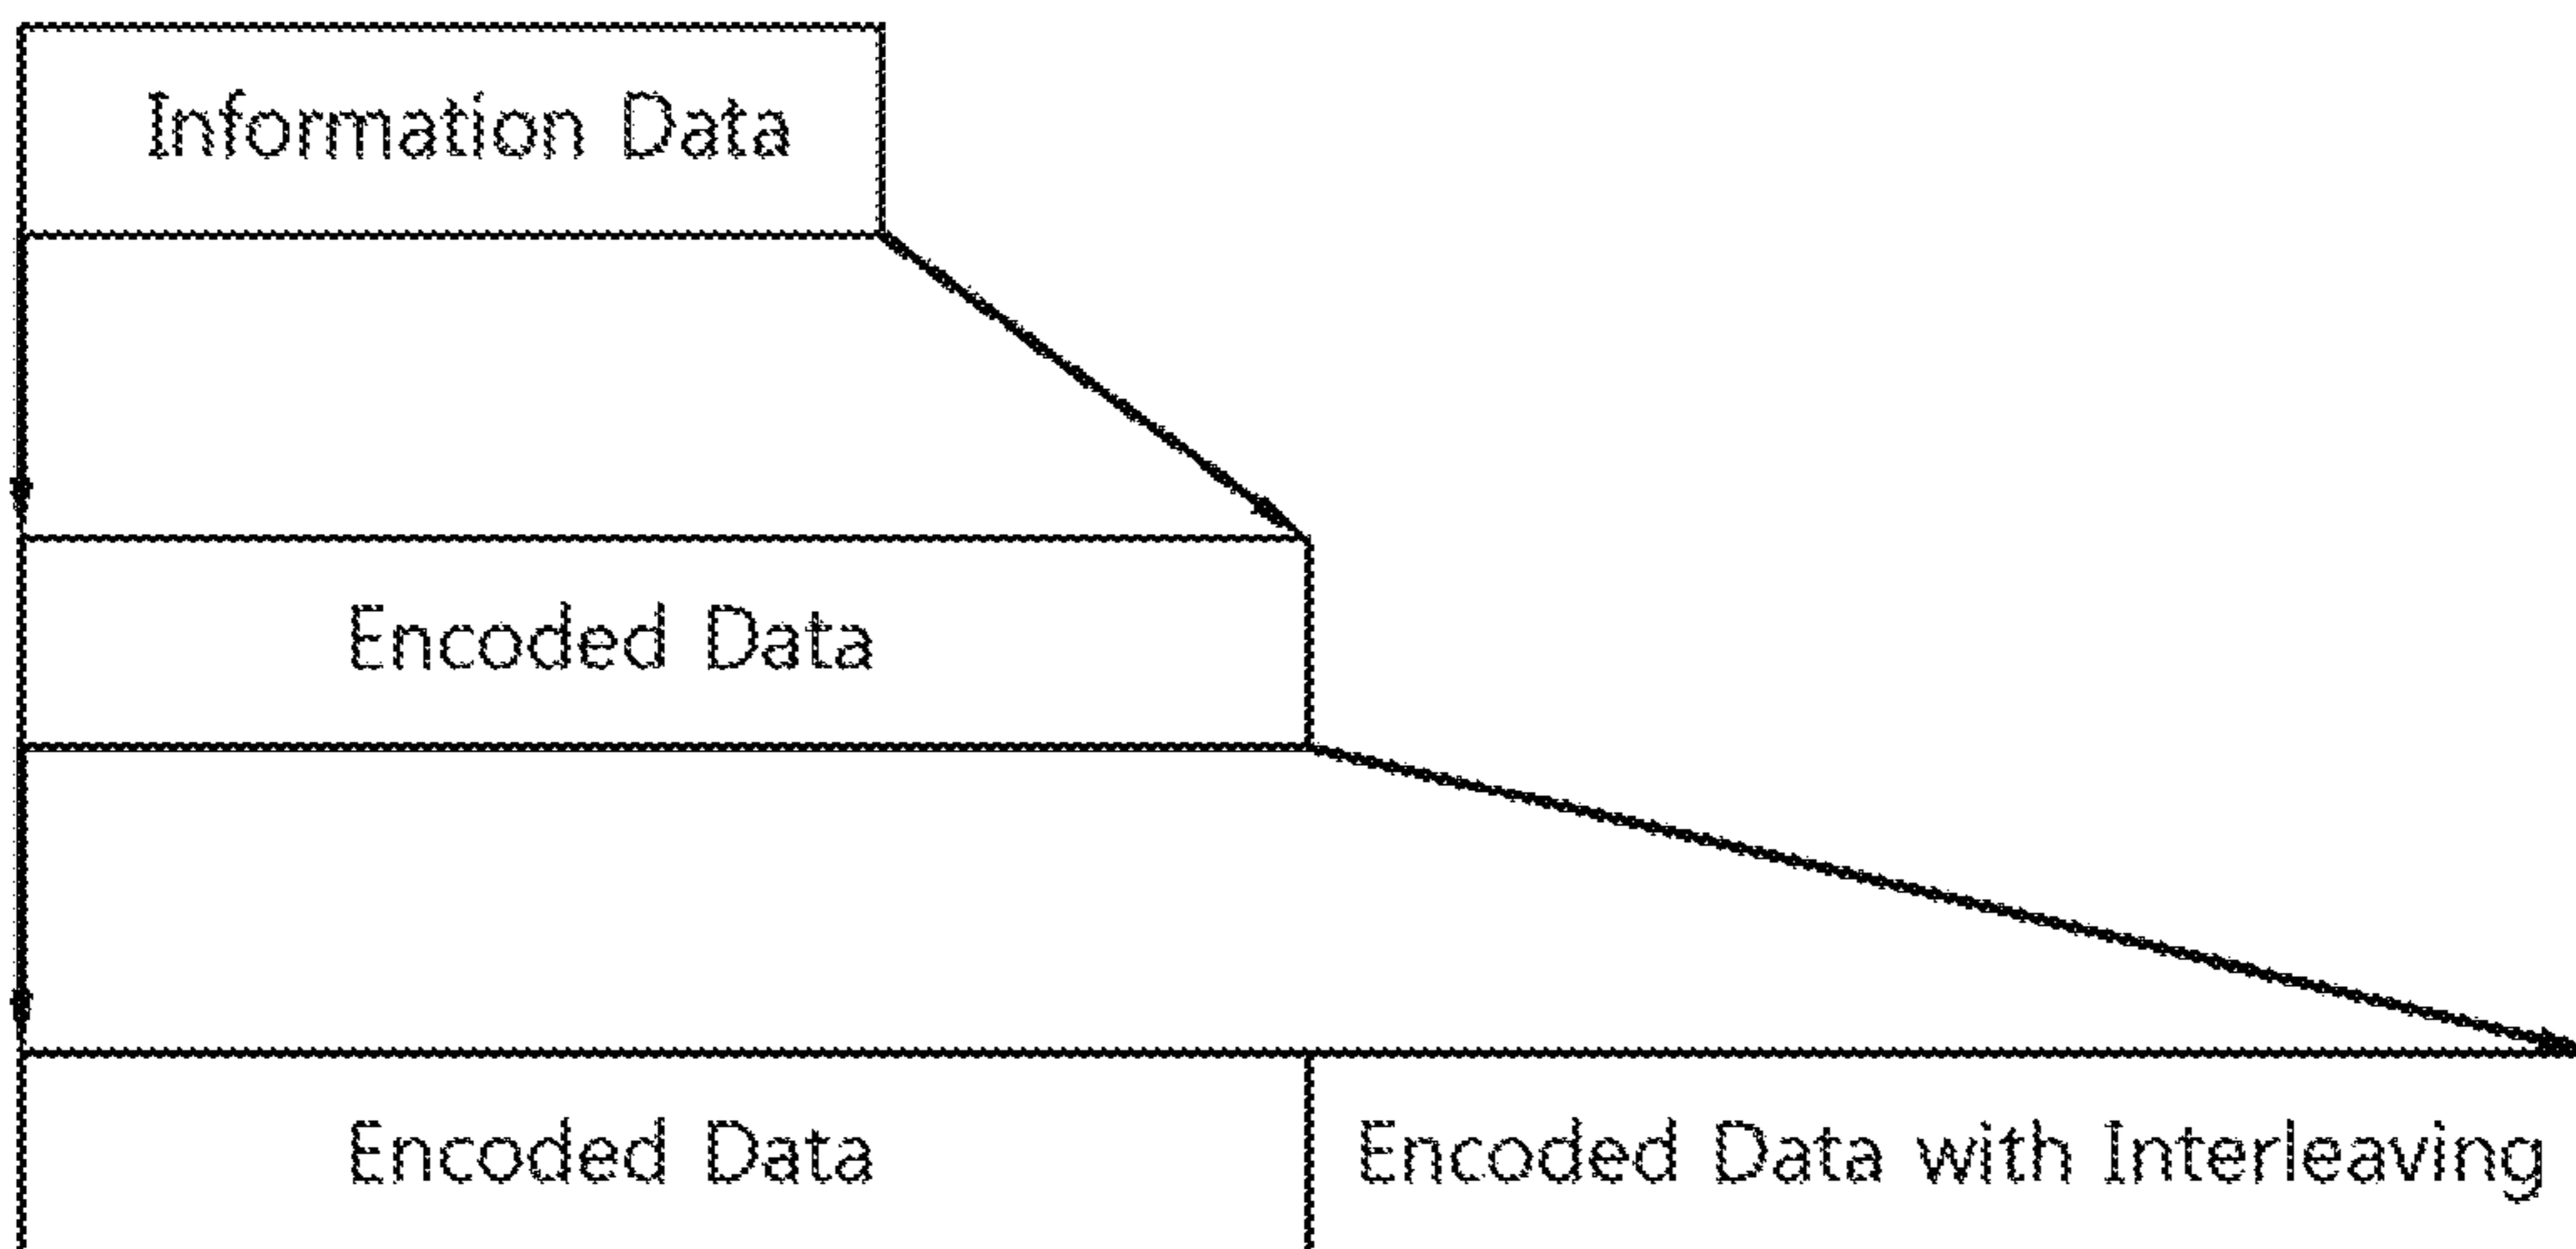 Information Data
Encoded Data
Encoded Data
Encoded Data with Interleaving